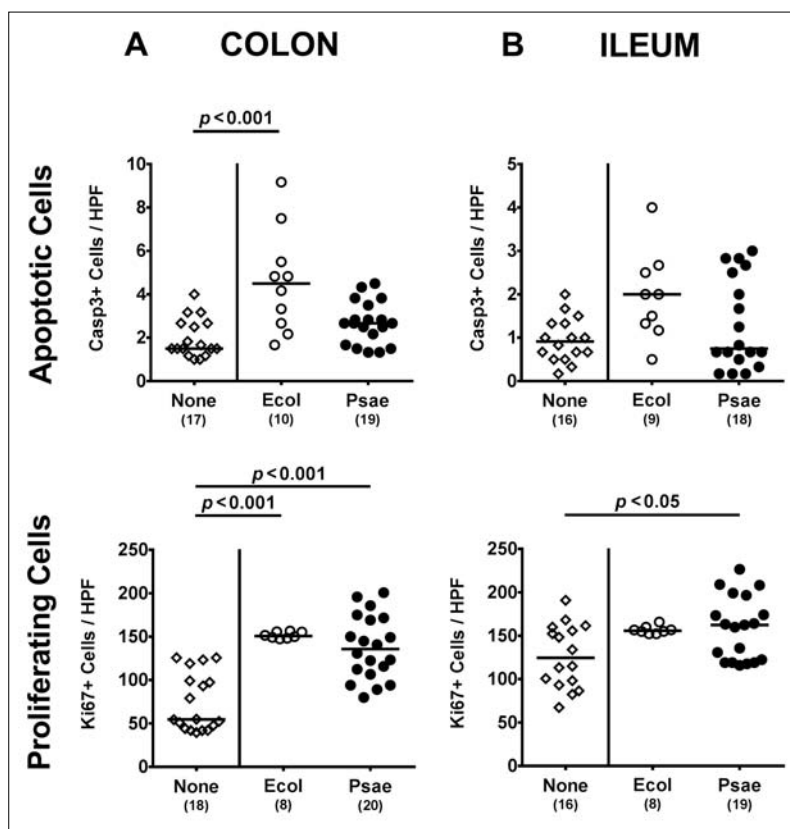 A COLON
B ILEUM
Apoptotic Cells
p < 0.001
Casp3+ Cells / HPF
10
8
6
4
2
0
None Ecol Psae
(17) (10) (19)
Casp3+ Cells / HPF
5
4
3
2
1
0
None Ecol Psae
(16) (9) (18)
Proliferating Cells
p < 0.001
p < 0.001
Ki67+ Cells / HPF
250
200
150
100
50
0
None Ecol Psae
(18) (8) (20)
p < 0.05
Ki67+ Cells / HPF
250
200
150
100
50
0
None Ecol Psae
(16) (8) (19)